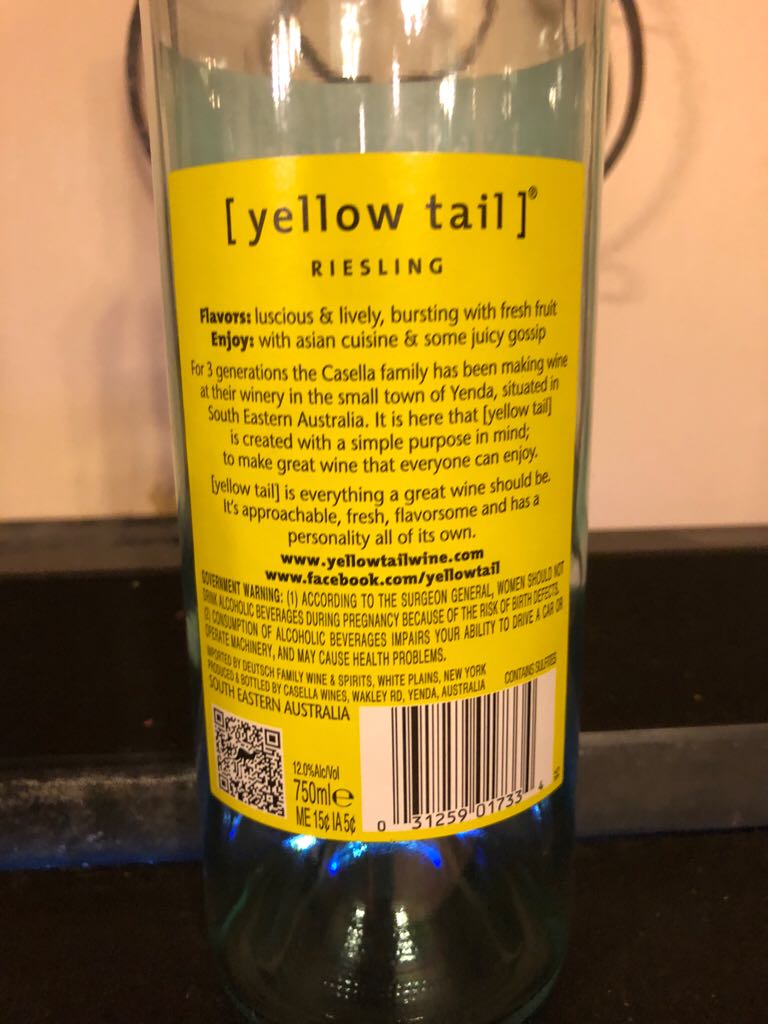 [ yellow tail ]®
RIESLING
Flavors: luscious & lively, bursting with fresh fruit
Enjoy: with asian cuisine & some juicy gossip
For 3 generations the Casella family has been making wine
at their winery in the small town of Yenda, situated in
South Eastern Australia. It is here that [yellow tail]
is created with a simple purpose in mind;
to make great wine that everyone can enjoy.
[yellow tail] is everything a great wine should be.
It's approachable, fresh, flavorsome and has a
personality all of its own.
www.yellowtailwine.com
www.facebook.com/yellowtail
GOVERNMENT WARNING: (1) ACCORDING TO THE SURGEON GENERAL, WOMEN SHOULD NOT
DRINK ALCOHOLIC BEVERAGES DURING PREGNANCY BECAUSE OF THE RISK OF BIRTH DEFECTS.
(2) CONSUMPTION OF ALCOHOLIC BEVERAGES IMPAIRS YOUR ABILITY TO DRIVE A CAR OR
OPERATE MACHINERY, AND MAY CAUSE HEALTH PROBLEMS.
IMPORTED BY DEUTSCH FAMILY WINE & SPIRITS, WHITE PLAINS, NEW YORK
PRODUCED & BOTTLED BY CASELLA WINES, WAKLEY RD, YENDA, AUSTRALIA
CONTAINS SULFITES
SOUTH EASTERN AUSTRALIA
12.0%Alc/Vol
750ml e
ME 15¢ IA 5¢
0 31259 01733 4